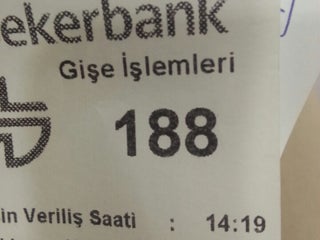 ekerbank
Gişe İşlemleri
188
in Veriliş Saati : 14:19